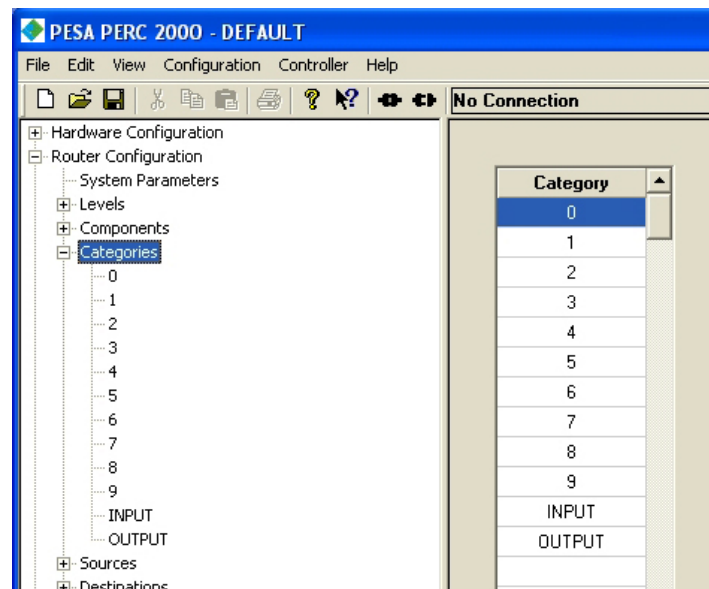 PESA PERC 2000 - DEFAULT
File Edit View Configuration Controller Help
No Connection
Hardware Configuration
Router Configuration
System Parameters
Levels
Components
Categories
0
1
2
3
4
5
6
7
8
9
INPUT
OUTPUT
Sources
Destinations
Category
0
1
2
3
4
5
6
7
8
9
INPUT
OUTPUT